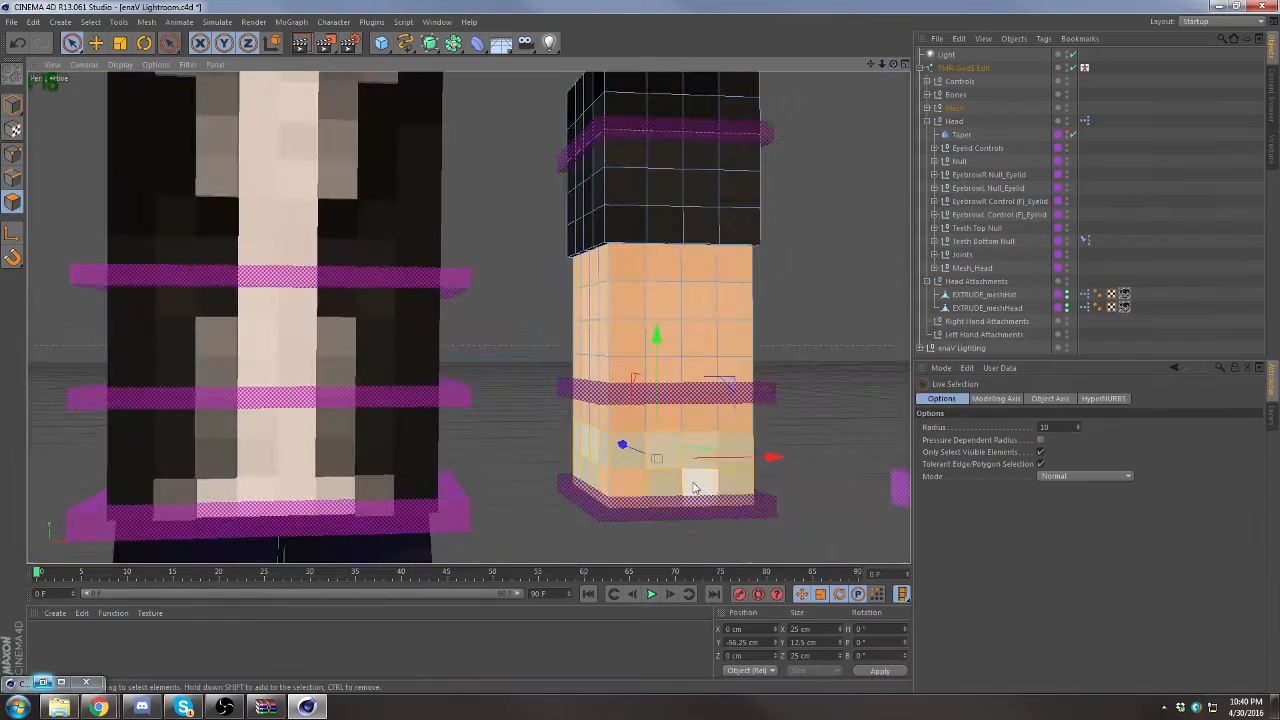 CINEMA 4D R13.061 Studio - [enaV Lightroom.c4d *]
File Edit Create Select Tools Mesh Animate Simulate Render MoGraph Character Plugins Script Window Help
Layout: Startup
File Edit View Objects Tags Bookmarks
View Cameras Display Options Filter Panel
Perspective
Light
Controls
Bones
Mesh
Head
Taper
Eyelid Controls
Null
EyebrowR Null_Eyelid
EyebrowL Null_Eyelid
EyebrowR Control (F)_Eyelid
EyebrowL Control (F)_Eyelid
Teeth Top Null
Teeth Bottom Null
Joints
Mesh_Head
Head Attachments
EXTRUDE_meshHat
EXTRUDE_meshHead
Right Hand Attachments
Left Hand Attachments
enaV Lighting
Objects
Content Browser
Structure
Mode Edit User Data
Live Selection
Options Modeling Axis Object Axis HyperNURBS
Options
Radius 10
Pressure Dependent Radius
Only Select Visible Elements
Tolerant Edge/Polygon Selection
Mode Normal
Attributes
Layers
0 5 10 15 20 25 30 35 40 45 50 55 60 65 70 75 80 85 90 0 F
0 F 0 F 90 F 90 F
Create Edit Function Texture
Position Size Rotation
X 0 cm X 25 cm H 0 °
Y -56.25 cm Y 12.5 cm P 0 °
Z 0 cm Z 25 cm B 0 °
Object (Rel) Size Apply
MAXON CINEMA 4D
C...
ag to select elements. Hold down SHIFT to add to the selection, CTRL to remove.
10:40 PM
4/30/2016